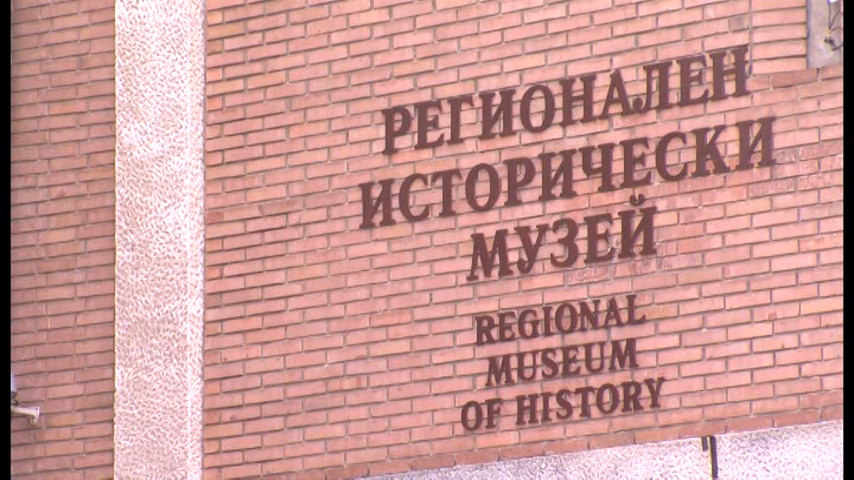 РЕГИОНАЛЕН
ИСТОРИЧЕСКИ
МУЗЕЙ
REGIONAL
MUSEUM
OF HISTORY